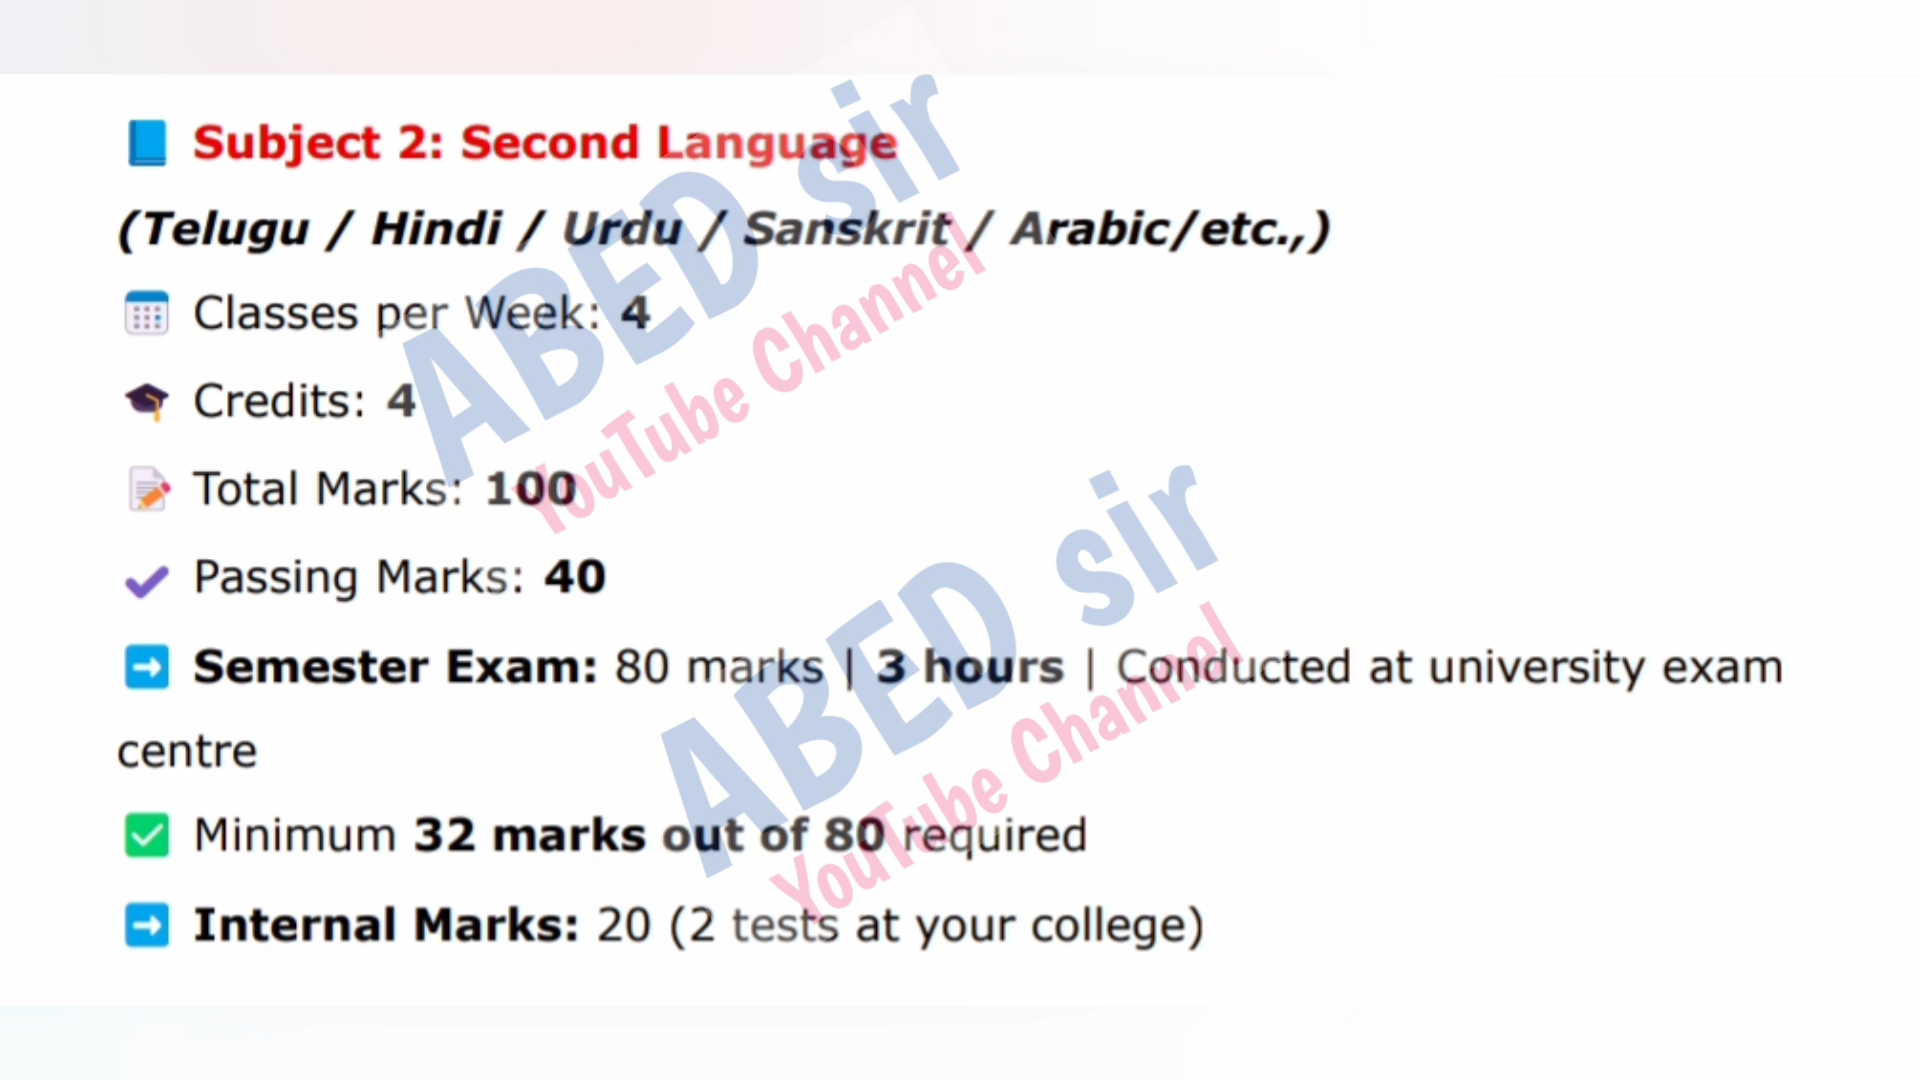 📘 Subject 2: Second Language
(Telugu / Hindi / Urdu / Sanskrit / Arabic/etc.,)
Classes per Week: 4
🎓 Credits: 4
📝 Total Marks: 100
✔ Passing Marks: 40
➡ Semester Exam: 80 marks | 3 hours | Conducted at university exam
centre
✅ Minimum 32 marks out of 80 required
➡ Internal Marks: 20 (2 tests at your college)
ABED sir
YouTube Channel
ABED sir
YouTube Channel